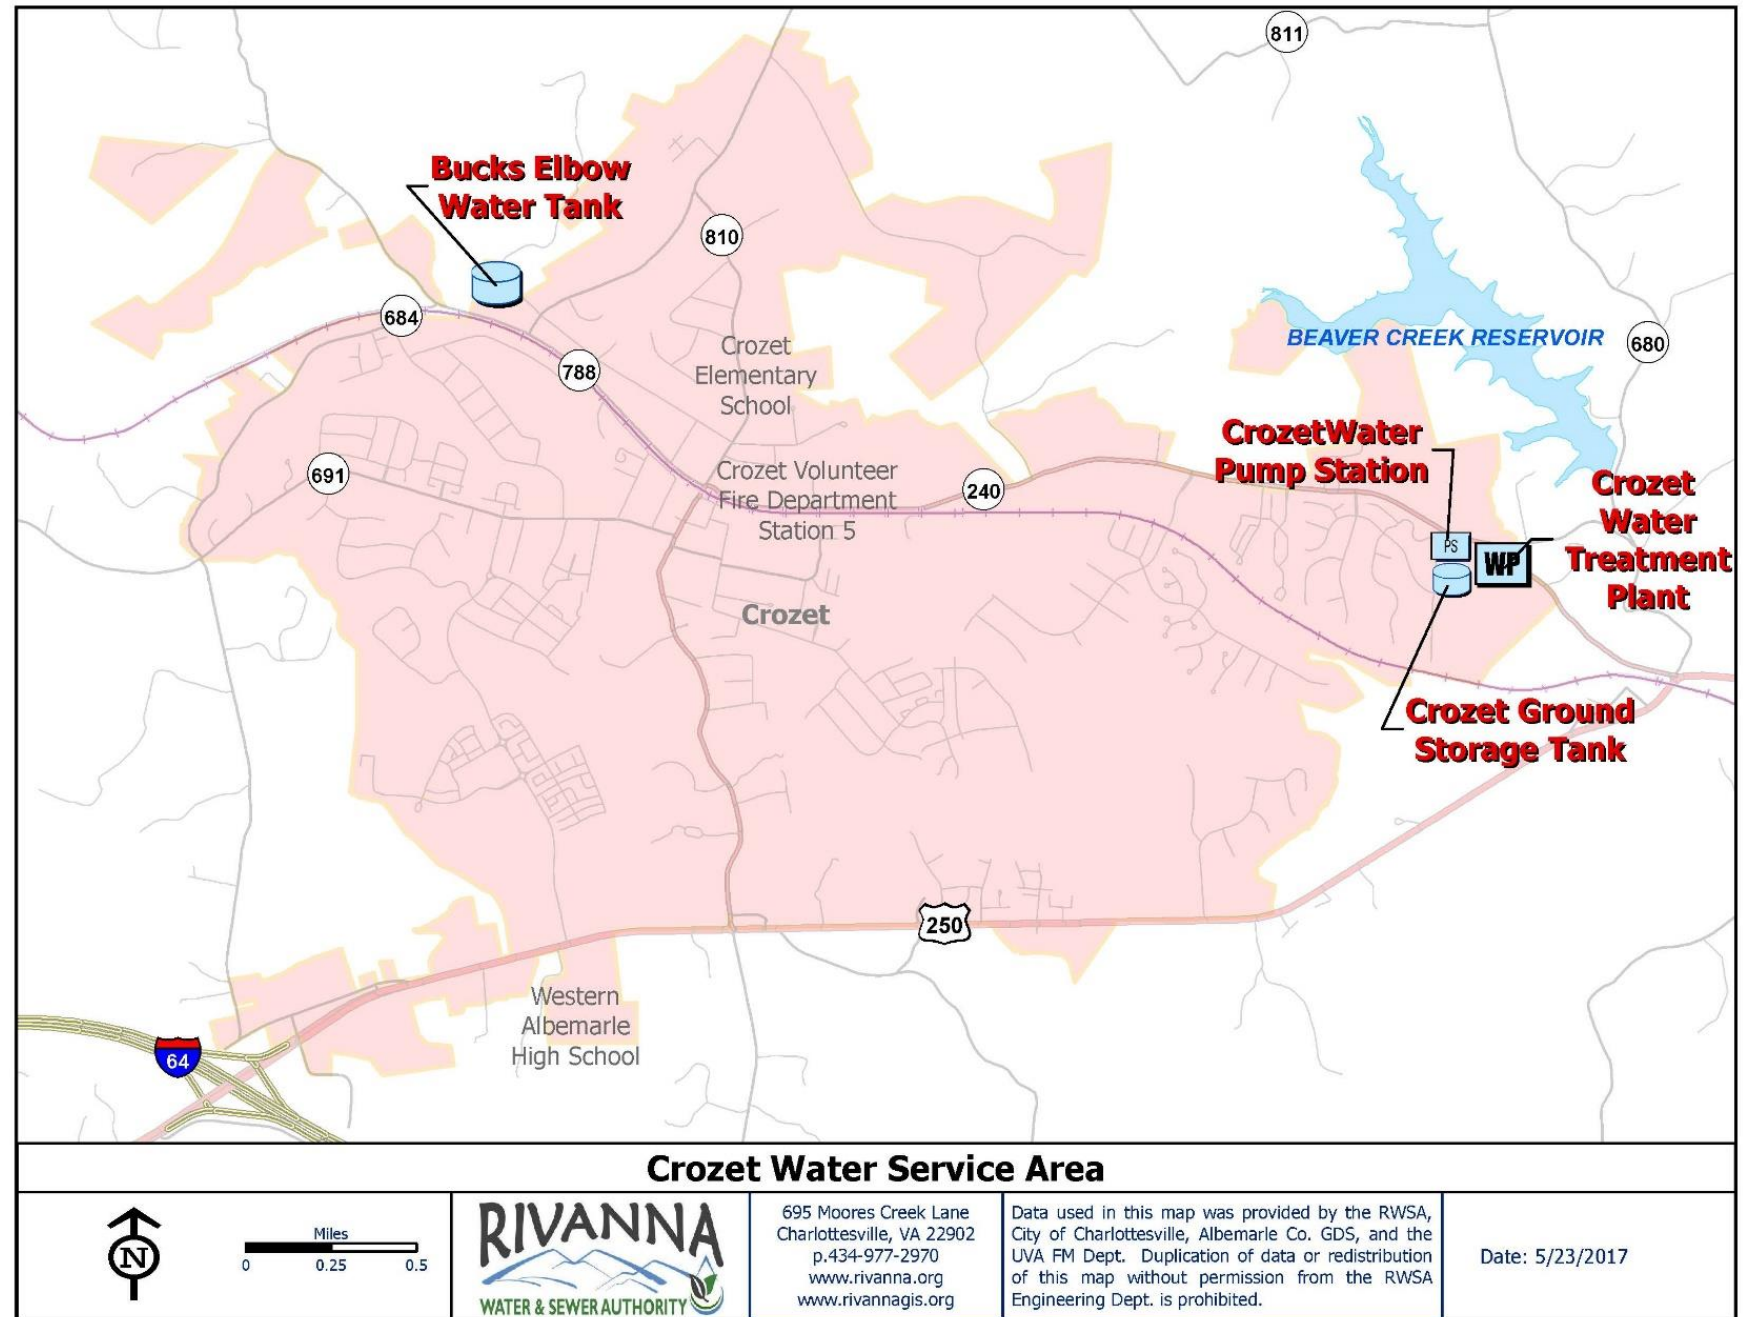 811
Bucks Elbow
Water Tank
810
684
788
Crozet
Elementary
School
BEAVER CREEK RESERVOIR
680
691
Crozet Volunteer
Fire Department
Station 5
240
CrozetWater
Pump Station
Crozet
Water
Treatment
Plant
PS
WP
Crozet
Crozet Ground
Storage Tank
250
Western
Albemarle
High School
64
Crozet Water Service Area
N
Miles
0 0.25 0.5
RIVANNA
WATER & SEWER AUTHORITY
695 Moores Creek Lane
Charlottesville, VA 22902
p.434-977-2970
www.rivanna.org
www.rivannagis.org
Data used in this map was provided by the RWSA,
City of Charlottesville, Albemarle Co. GDS, and the
UVA FM Dept. Duplication of data or redistribution
of this map without permission from the RWSA
Engineering Dept. is prohibited.
Date: 5/23/2017